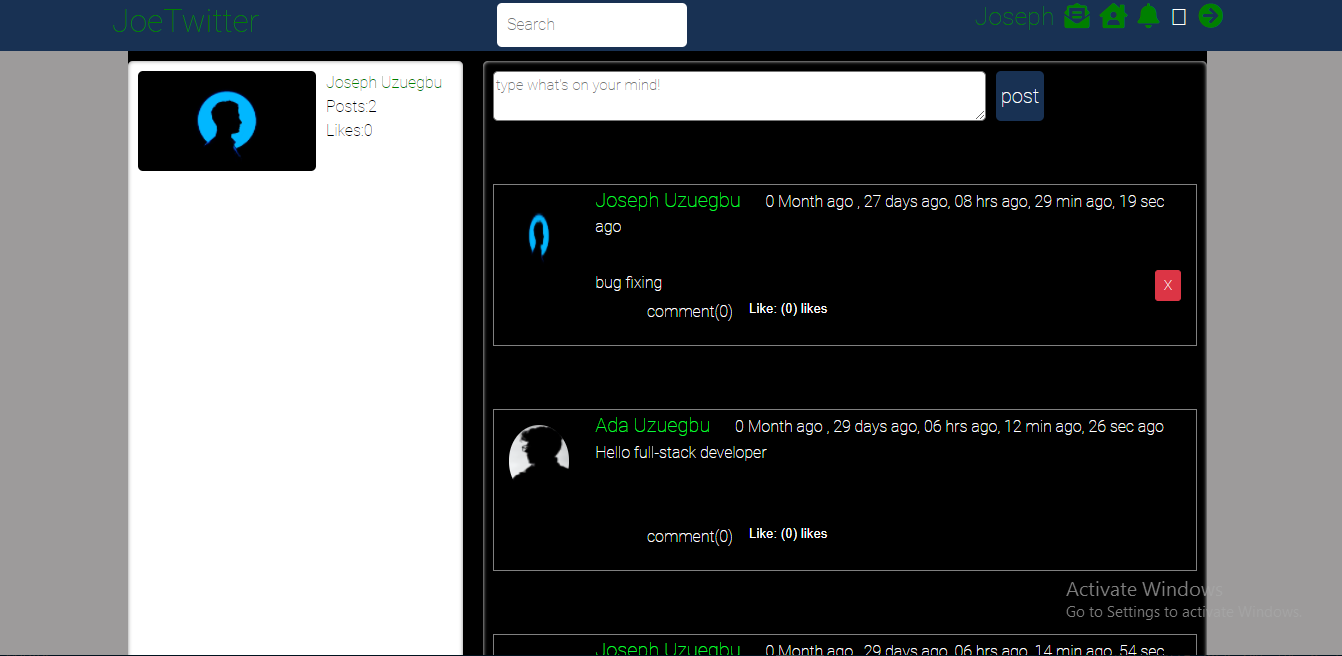 JoeTwitter
Search
Joseph
Joseph Uzuegbu
Posts:2
Likes:0
type what's on your mind!
post
Joseph Uzuegbu 0 Month ago , 27 days ago, 08 hrs ago, 29 min ago, 19 sec
ago
bug fixing
X
comment(0) Like: (0) likes
Ada Uzuegbu 0 Month ago , 29 days ago, 06 hrs ago, 12 min ago, 26 sec ago
Hello full-stack developer
comment(0) Like: (0) likes
Activate Windows
Go to Settings to activate Windows.
Joseph Uzuegbu 0 Month ago , 29 days ago, 06 hrs ago, 14 min ago, 54 sec